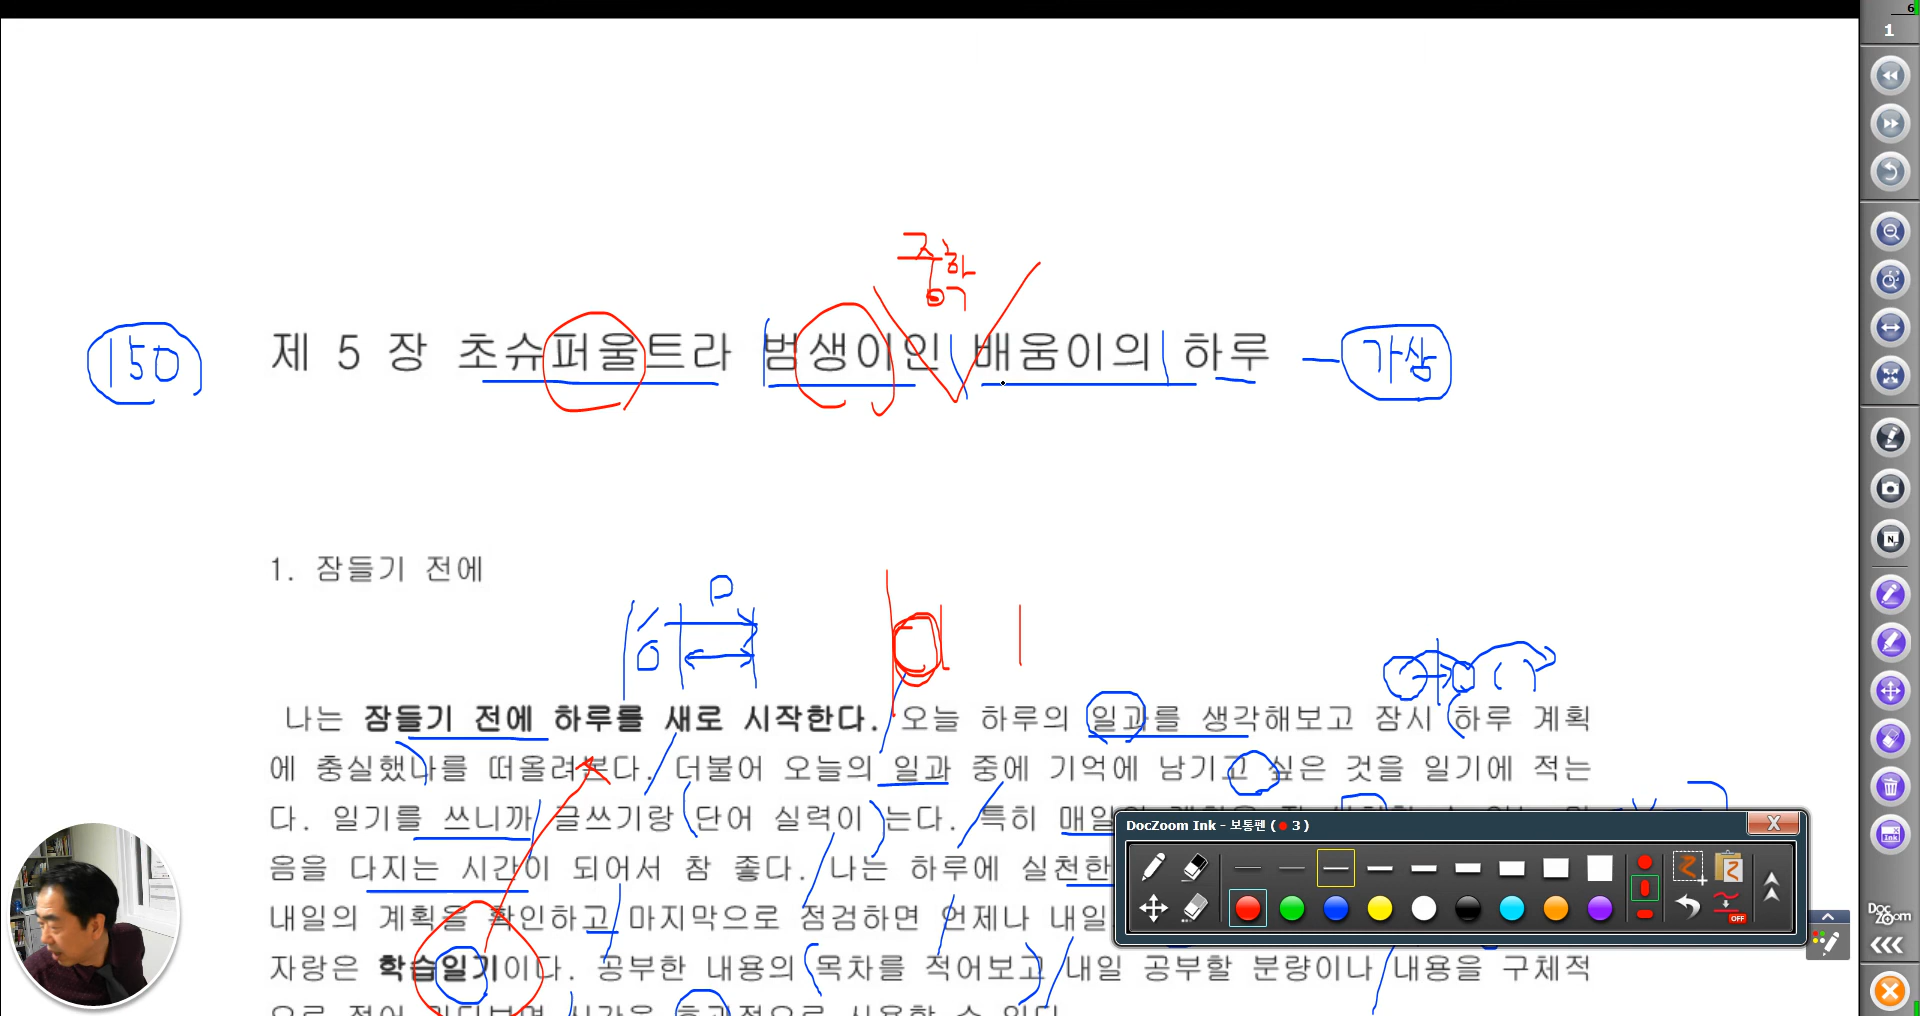 6
1
중
학
여
150
제 5 장 초슈퍼울트라 범생이인 배움이의 하루
가상
1. 잠들기 전에
P
나는 잠들기 전에 하루를 새로 시작한다. 오늘 하루의 일과를 생각해보고 잠시 하루 계획
에 충실했나를 떠올려본다. 더불어 오늘의 일과 중에 기억에 남기고 싶은 것을 일기에 적는
다. 일기를 쓰니까 글쓰기랑 단어 실력이 는다. 특히 매일
음을 다지는 시간이 되어서 참 좋다. 나는 하루에 실천한
내일의 계획을 확인하고 마지막으로 점검하면 언제나 내일
자랑은 학습일기이다. 공부한 내용의 목차를 적어보고 내일 공부할 분량이나 내용을 구체적
DocZoom Ink - 보통펜 ( 3 )
X
OFF
N
Ink
Doc Zoom